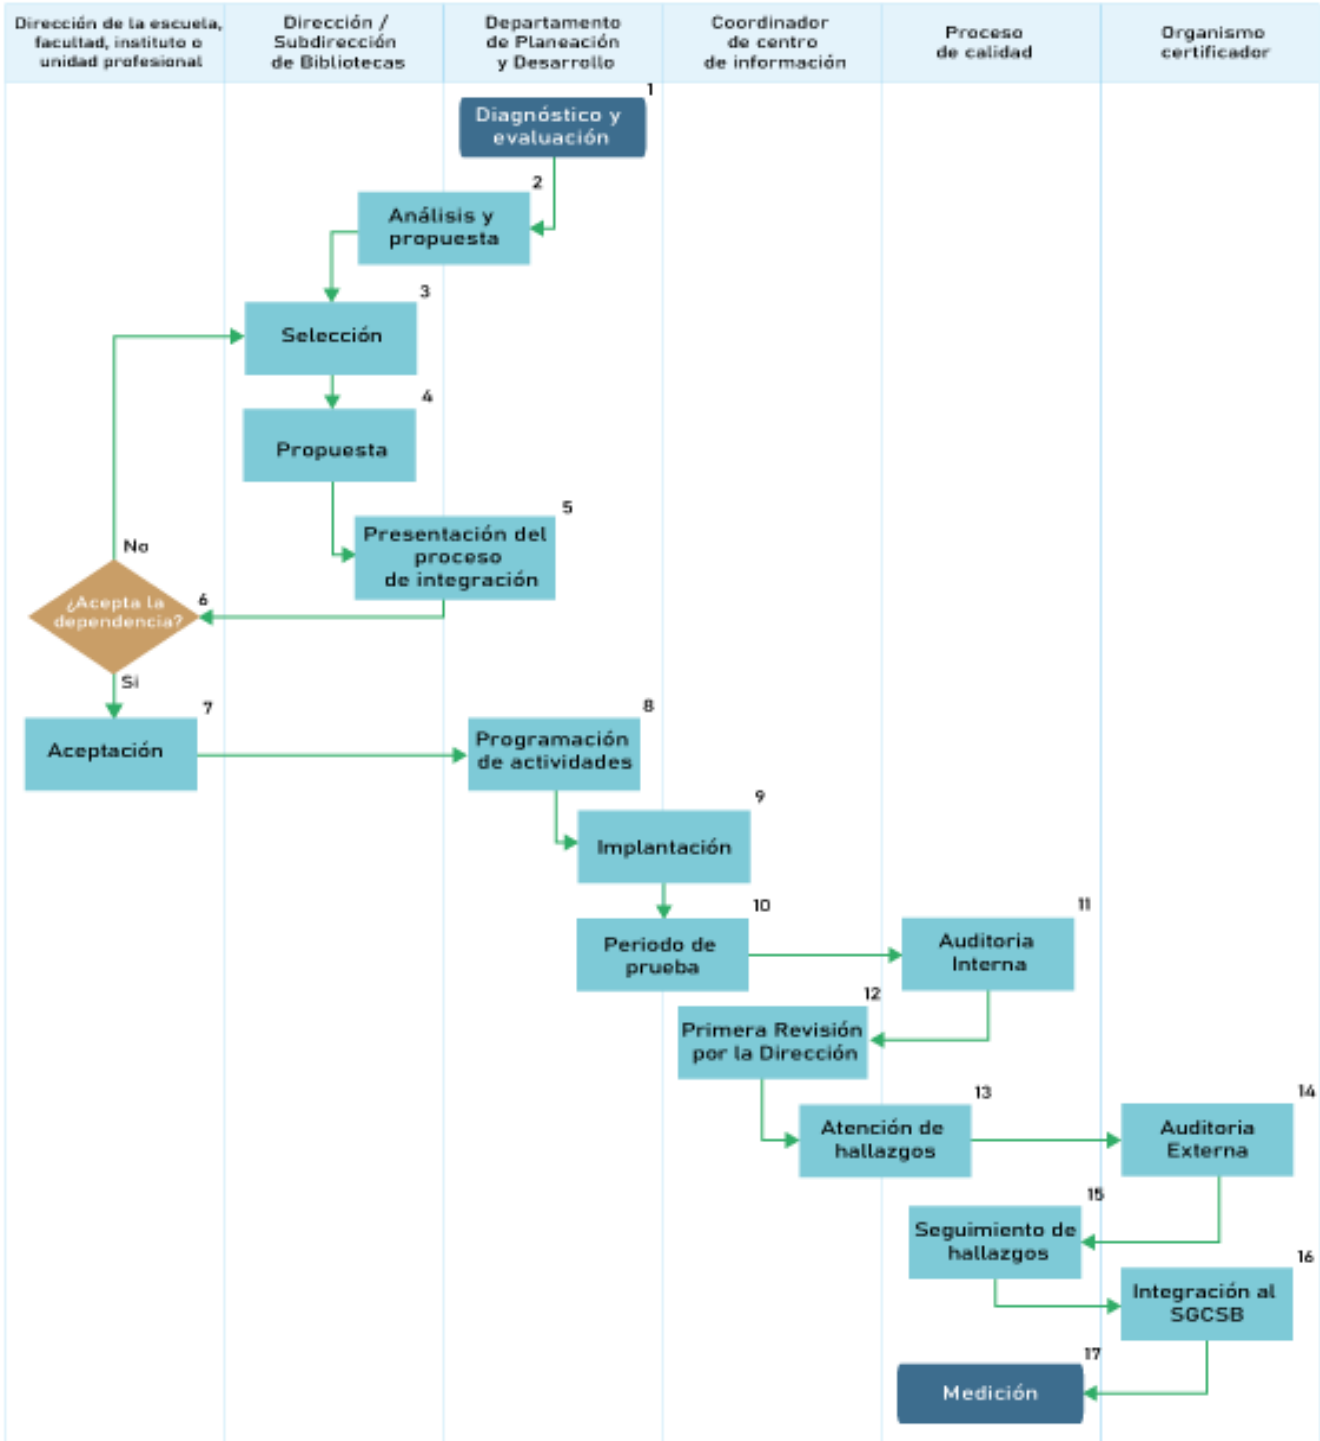 Dirección de la escuela,
facultad, instituto o
unidad profesional
Dirección /
Subdirección
de Bibliotecas
Departamento
de Planeación
y Desarrollo
Coordinador
de centro
de información
Proceso
de calidad
Organismo
certificador
1
Diagnóstico y
evaluación
2
Análisis y
propuesta
3
Selección
4
Propuesta
5
Presentación del
proceso
de integración
No
6
¿Acepta la
dependencia?
Si
7
Aceptación
8
Programación
de actividades
9
Implantación
10
Periodo de
prueba
11
Auditoria
Interna
12
Primera Revisión
por la Dirección
13
Atención de
hallazgos
14
Auditoria
Externa
15
Seguimiento de
hallazgos
16
Integración al
SGCSB
17
Medición